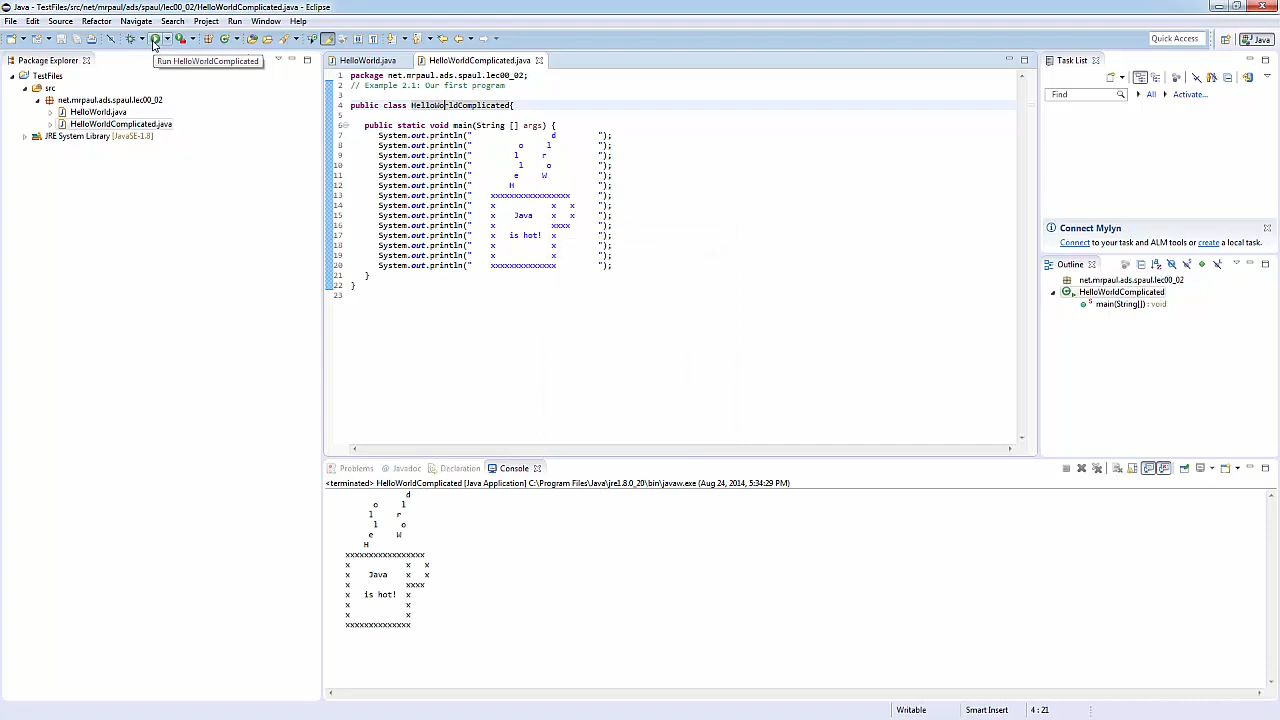 Java - TestFiles/src/net/mrpaul/ads/spaul/lec00_02/HelloWorldComplicated.java - Eclipse
File Edit Source Refactor Navigate Search Project Run Window Help
Quick Access
Java
Run HelloWorldComplicated
Package Explorer
TestFiles
src
net.mrpaul.ads.spaul.lec00_02
HelloWorld.java
HelloWorldComplicated.java
JRE System Library [JavaSE-1.8]
HelloWorld.java
HelloWorldComplicated.java
1 package net.mrpaul.ads.spaul.lec00_02;
2 // Example 2.1: Our first program
3
4 public class HelloWorldComplicated{
5
6   public static void main(String [] args) {
7      System.out.println("                  d         ");
8      System.out.println("           o     l          ");
9      System.out.println("          l     r           ");
10      System.out.println("           l     o          ");
11      System.out.println("          e     W           ");
12      System.out.println("         H                  ");
13      System.out.println("     xxxxxxxxxxxxxxxxx      ");
14      System.out.println("     x            x   x     ");
15      System.out.println("     x    Java    x   x     ");
16      System.out.println("     x            xxxx      ");
17      System.out.println("     x   is hot!  x         ");
18      System.out.println("     x            x         ");
19      System.out.println("     x            x         ");
20      System.out.println("     xxxxxxxxxxxxxx         ");
21   }
22 }
23
Task List
Find
All
Activate...
Connect Mylyn
Connect to your task and ALM tools or create a local task.
Outline
net.mrpaul.ads.spaul.lec00_02
HelloWorldComplicated
main(String[]) : void
Problems
Javadoc
Declaration
Console
<terminated> HelloWorldComplicated [Java Application] C:\Program Files\Java\jre1.8.0_20\bin\javaw.exe (Aug 24, 2014, 5:34:29 PM)
                  d
           o     l
          l     r
           l     o
          e     W
         H
     xxxxxxxxxxxxxxxxx
     x            x   x
     x    Java    x   x
     x            xxxx
     x   is hot!  x
     x            x
     x            x
     xxxxxxxxxxxxxx
Writable
Smart Insert
4 : 21